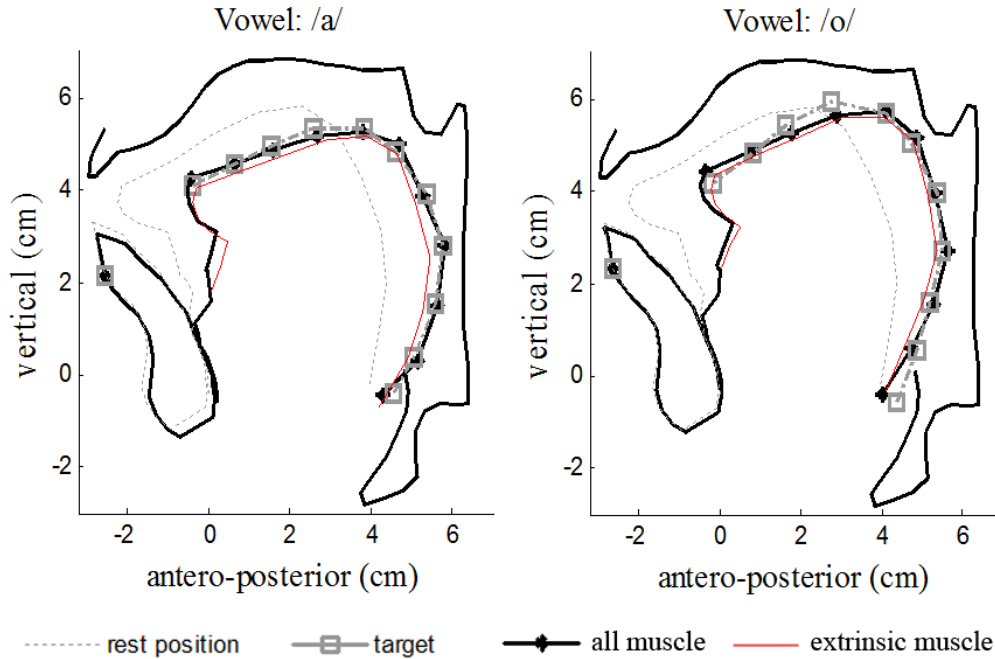 Vowel: /a/
Vowel: /o/
6
4
2
0
-2
-2
0
2
4
6
vertical (cm)
antero-posterior (cm)
6
4
2
0
-2
-2
0
2
4
6
vertical (cm)
antero-posterior (cm)
rest position
target
all muscle
extrinsic muscle